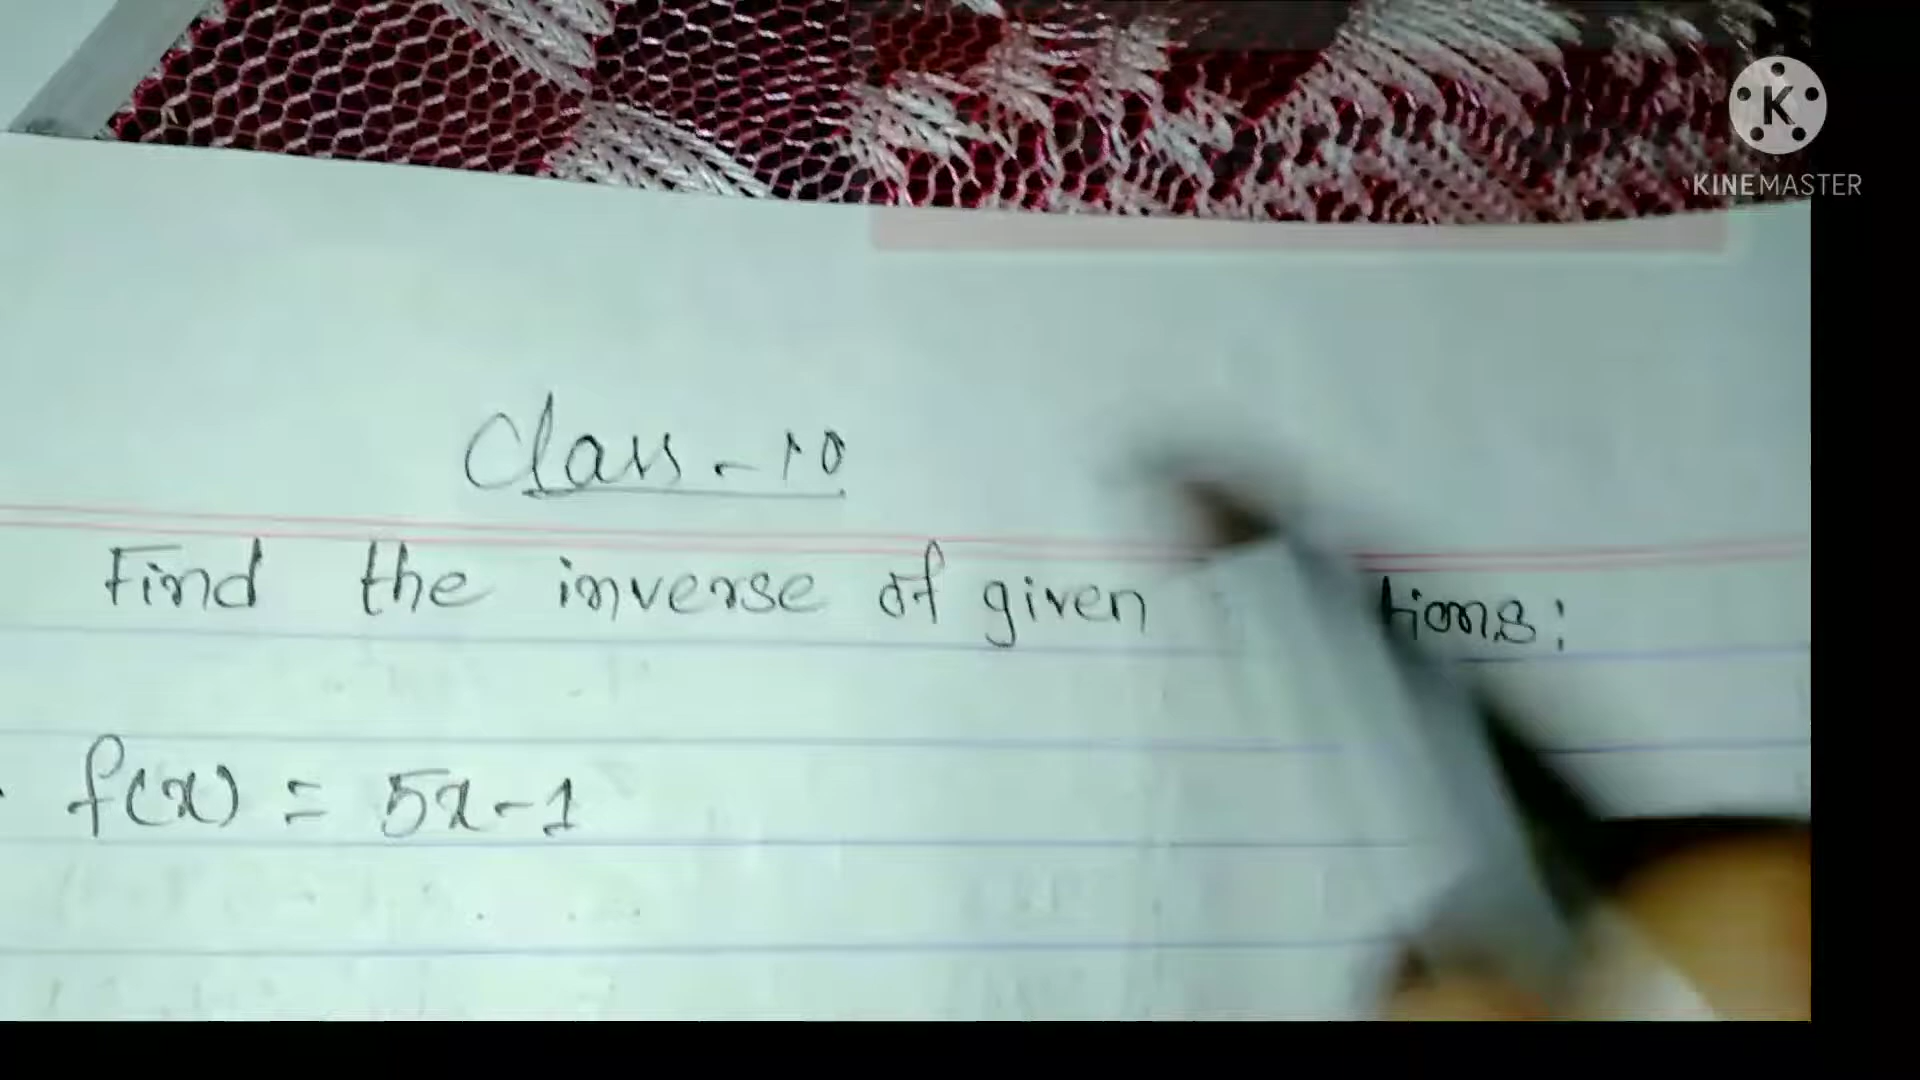 K
KINEMASTER
Class - 10
Find the inverse of given tions:
f(x) = 5x-1